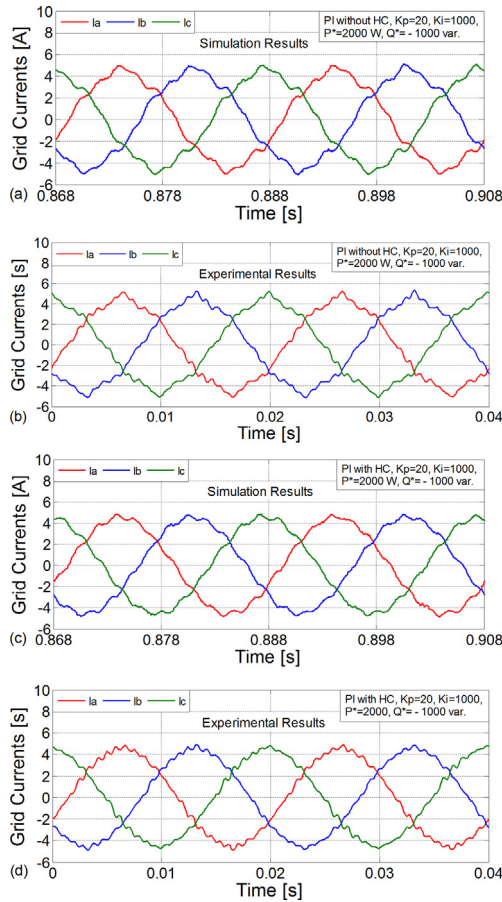 10
8
6
4
2
0
-2
-4
-6
Grid Currents [A]
Ia Ib Ic
PI without HC, Kp=20, Ki=1000,
P*=2000 W, Q*= - 1000 var.
Simulation Results
(a)
0.868 0.878 0.888 0.898 0.908
Time [s]
10
8
6
4
2
0
-2
-4
-6
Grid Currents [s]
Ia Ib Ic
PI without HC, Kp=20, Ki=1000,
P*=2000 W, Q*= - 1000 var.
Experimental Results
(b)
0 0.01 0.02 0.03 0.04
Time [s]
10
8
6
4
2
0
-2
-4
-6
Grid Currents [A]
Ia Ib Ic
PI with HC, Kp=20, Ki=1000,
P*=2000 W, Q*= - 1000 var.
Simulation Results
(c)
0.868 0.878 0.888 0.898 0.908
Time [s]
10
8
6
4
2
0
-2
-4
-6
Grid Currents [s]
Ia Ib Ic
PI with HC, Kp=20, Ki=1000,
P*=2000, Q*= - 1000 var.
Experimental Results
(d)
0 0.01 0.02 0.03 0.04
Time [s]